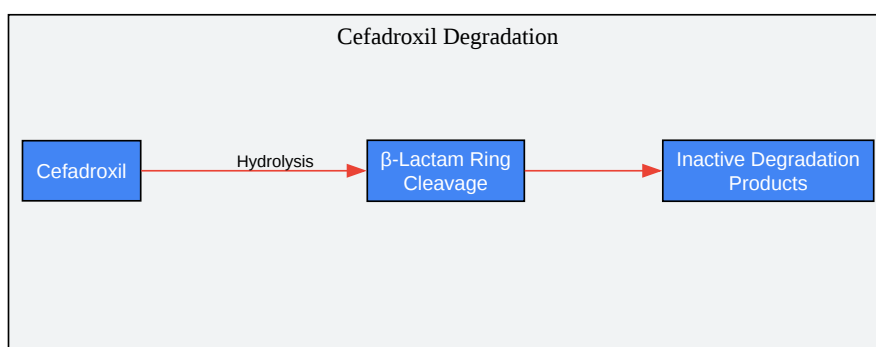 Cefadroxil Degradation
Cefadroxil
Hydrolysis
β-Lactam Ring
Cleavage
Inactive Degradation
Products